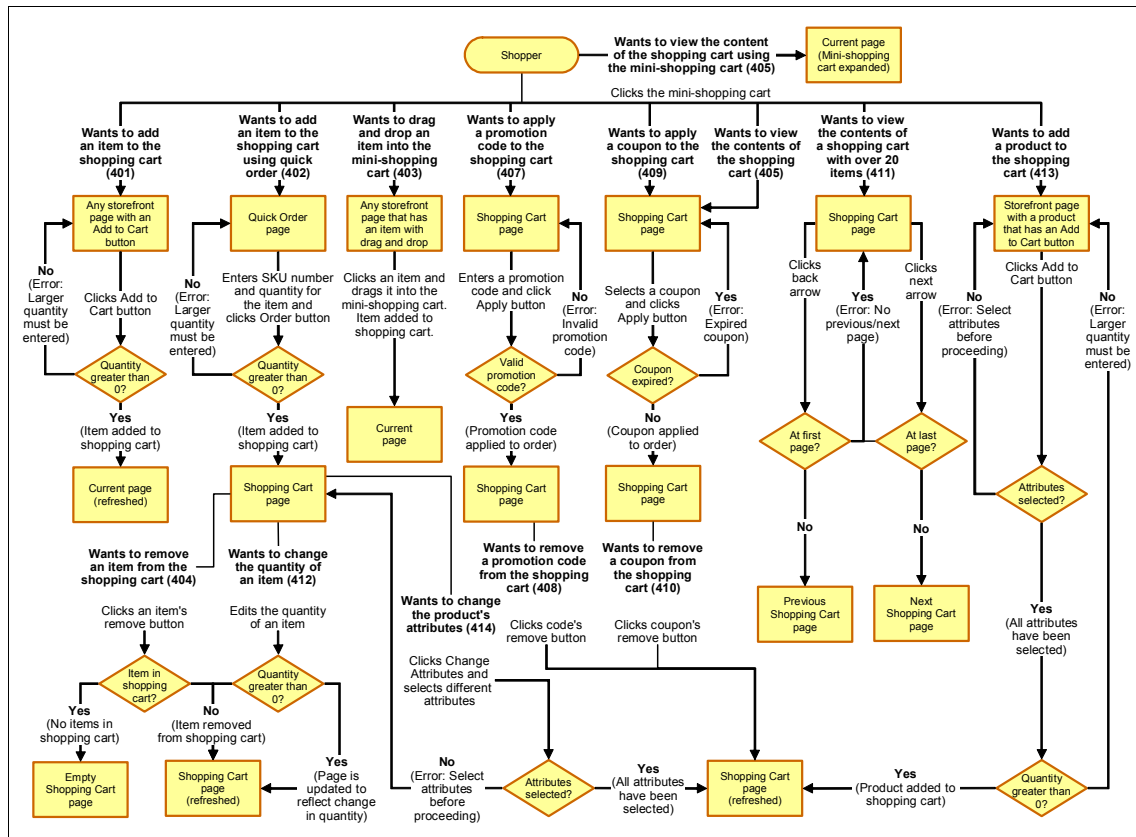 Shopper
Wants to view the content
of the shopping cart using
the mini-shopping cart (405)
Current page
(Mini-shopping
cart expanded)
Clicks the mini-shopping cart
Wants to add
an item to the
shopping cart
(401)
Wants to add
an item to the
shopping cart
using quick
order (402)
Wants to drag
and drop an
item into the
mini-shopping
cart (403)
Wants to apply
a promotion
code to the
shopping cart
(407)
Wants to apply
a coupon to the
shopping cart
(409)
Wants to view
the contents of
the shopping
cart (405)
Wants to view
the contents of
a shopping cart
with over 20
items (411)
Wants to add
a product to
the shopping
cart (413)
Any storefront
page with an
Add to Cart
button
Quick Order
page
Any storefront
page that has
an item with
drag and drop
Shopping Cart
page
Shopping Cart
page
Shopping Cart
page
Storefront page
with a product
that has an Add
to Cart button
No
(Error:
Larger
quantity
must be
entered)
Clicks Add to
Cart button
No
(Error:
Larger
quantity
must be
entered)
Enters SKU number
and quantity for
the item and
clicks Order button
Clicks an item and
drags it into the
mini-shopping cart.
Item added to
shopping cart.
Enters a promotion
code and click
Apply button
No
(Error:
Invalid
promotion
code)
Selects a coupon
and clicks
Apply button
Yes
(Error:
Expired
coupon)
Clicks
back
arrow
Yes
(Error: No
previous/next
page)
Clicks
next
arrow
No
(Error: Select
attributes
before
proceeding)
Clicks Add to
Cart button
No
(Error:
Larger
quantity
must be
entered)
Quantity
greater than
0?
Quantity
greater than
0?
Valid
promotion
code?
Coupon
expired?
Yes
(Item added to
shopping cart)
Yes
(Item added to
shopping cart)
Current
page
Yes
(Promotion code
applied to order)
No
(Coupon applied
to order)
At first
page?
At last
page?
Current page
(refreshed)
Shopping Cart
page
Shopping Cart
page
Shopping Cart
page
Attributes
selected?
No
No
Wants to remove
an item from the
shopping cart (404)
Wants to change
the quantity of
an item (412)
Wants to change
the product's
attributes (414)
Wants to remove
a promotion code
from the shopping
cart (408)
Wants to remove
a coupon from
the shopping
cart (410)
Previous
Shopping Cart
page
Next
Shopping Cart
page
Yes
(All attributes
have been
selected)
Clicks an item's
remove button
Edits the quantity
of an item
Clicks code's
remove button
Clicks coupon's
remove button
Clicks Change
Attributes and
selects different
attributes
Item in
shopping
cart?
Quantity
greater than
0?
Yes
(No items in
shopping cart)
No
(Item removed
from shopping cart)
Yes
(Page is
updated to
reflect change
in quantity)
Empty
Shopping Cart
page
Shopping Cart
page
(refreshed)
No
(Error: Select
attributes
before
proceeding)
Attributes
selected?
Yes
(All attributes
have been
selected)
Shopping Cart
page
(refreshed)
Yes
(Product added to
shopping cart)
Quantity
greater than
0?